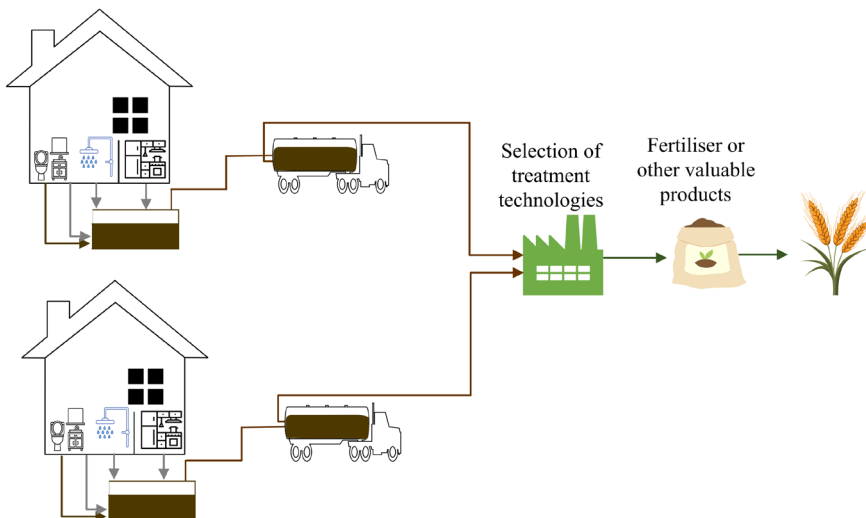 Selection of
treatment
technologies
Fertiliser or
other valuable
products